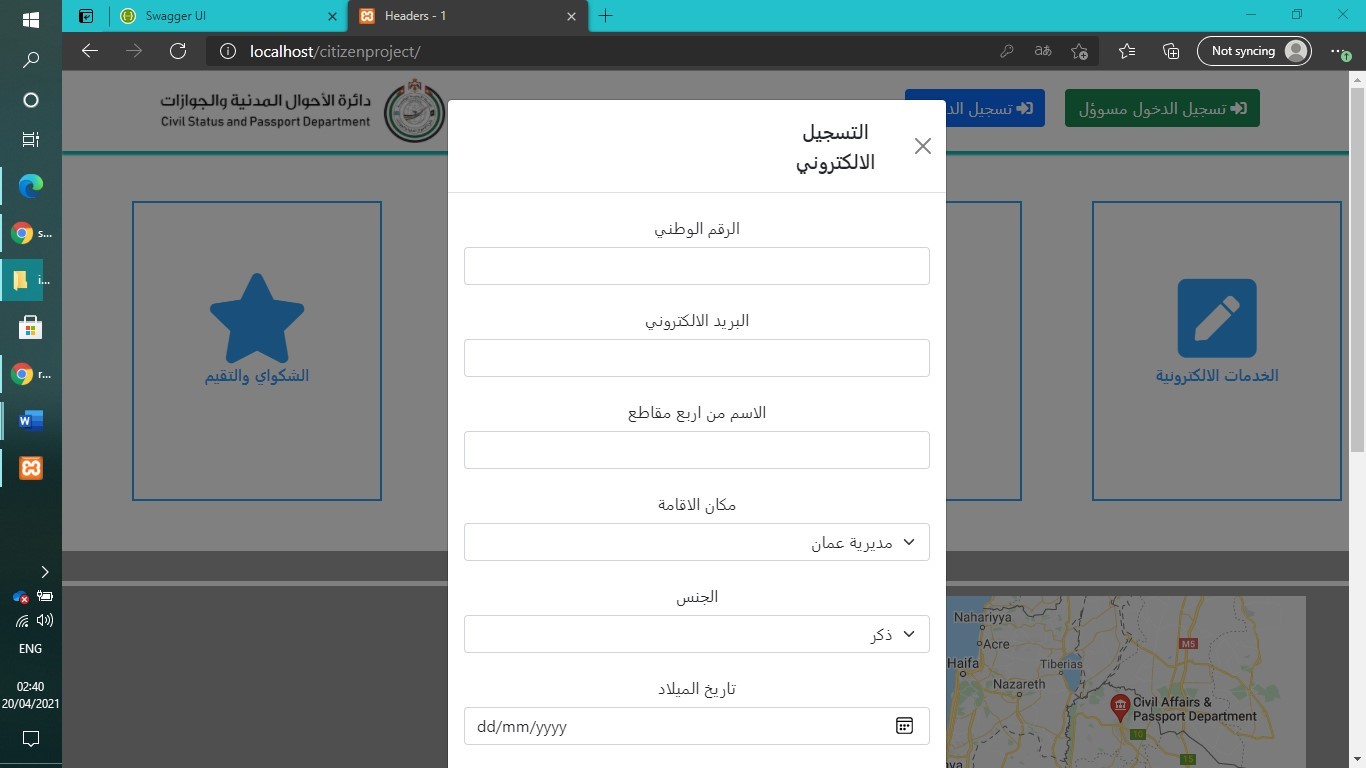 Swagger UI
Headers - 1
localhost/citizenproject/
Not syncing
دائرة الأحوال المدنية والجوازات
Civil Status and Passport Department
تسجيل الد
تسجيل الدخول مسوؤل
التسجيل
الالكتروني
الرقم الوطني
البريد الالكتروني
الاسم من اربع مقاطع
مكان الاقامة
مديرية عمان
الجنس
ذكر
تاريخ الميلاد
dd/mm/yyyy
الشكواي والتقيم
الخدمات الالكترونية
Nahariyya
Acre
Haifa
Tiberias
Nazareth
M5
Civil Affairs &
Passport Department
10
15
s...
i...
r...
ENG
02:40
20/04/2021